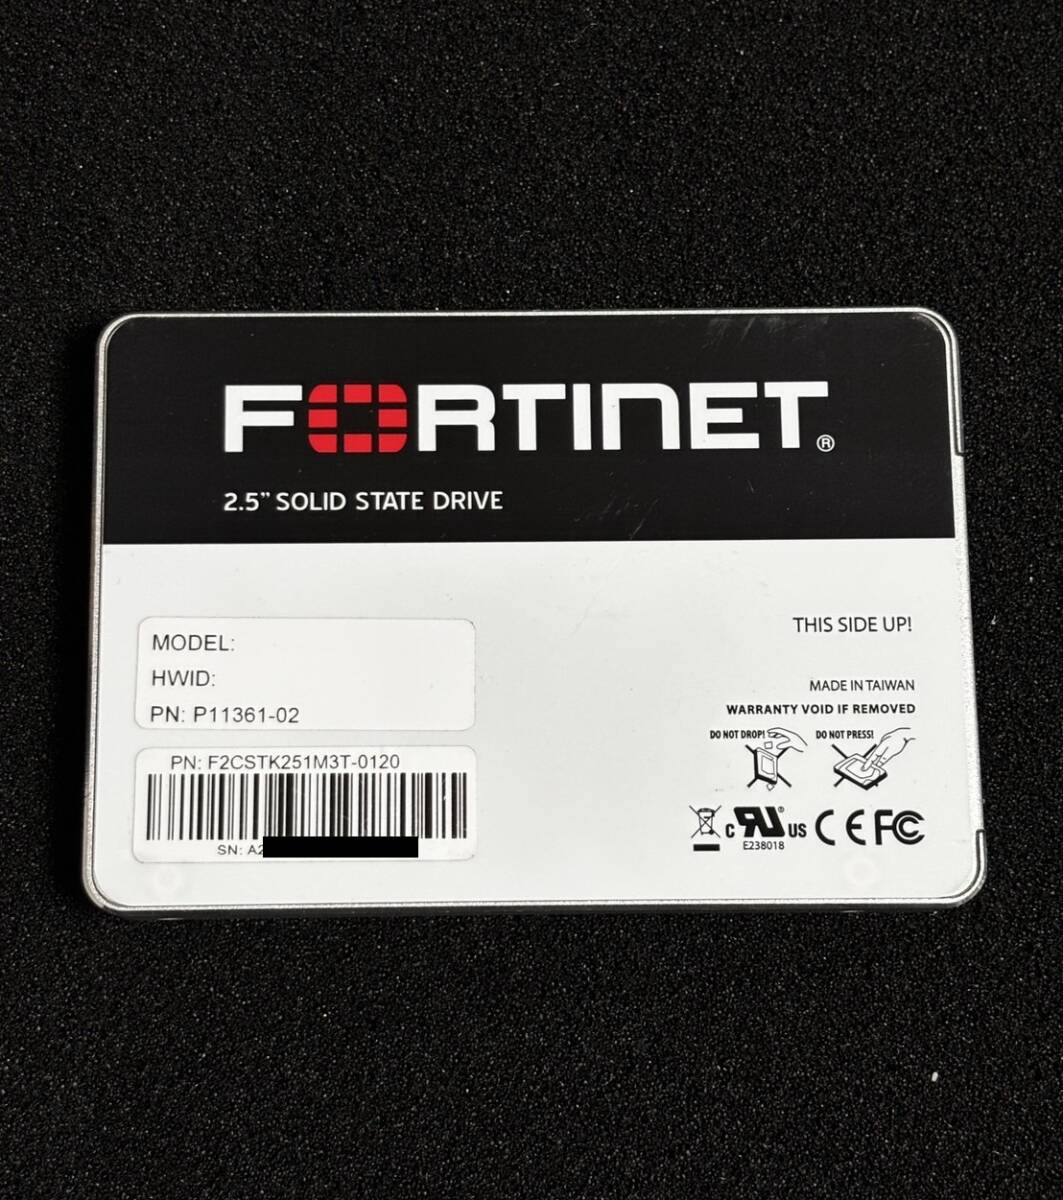 FORTINET®
2.5” SOLID STATE DRIVE
MODEL:
HWID:
PN: P11361-02
PN: F2CSTK251M3T-0120
SN: A2
THIS SIDE UP!
MADE IN TAIWAN
WARRANTY VOID IF REMOVED
DO NOT DROP! DO NOT PRESS!
c RU® US CE FC
E238018